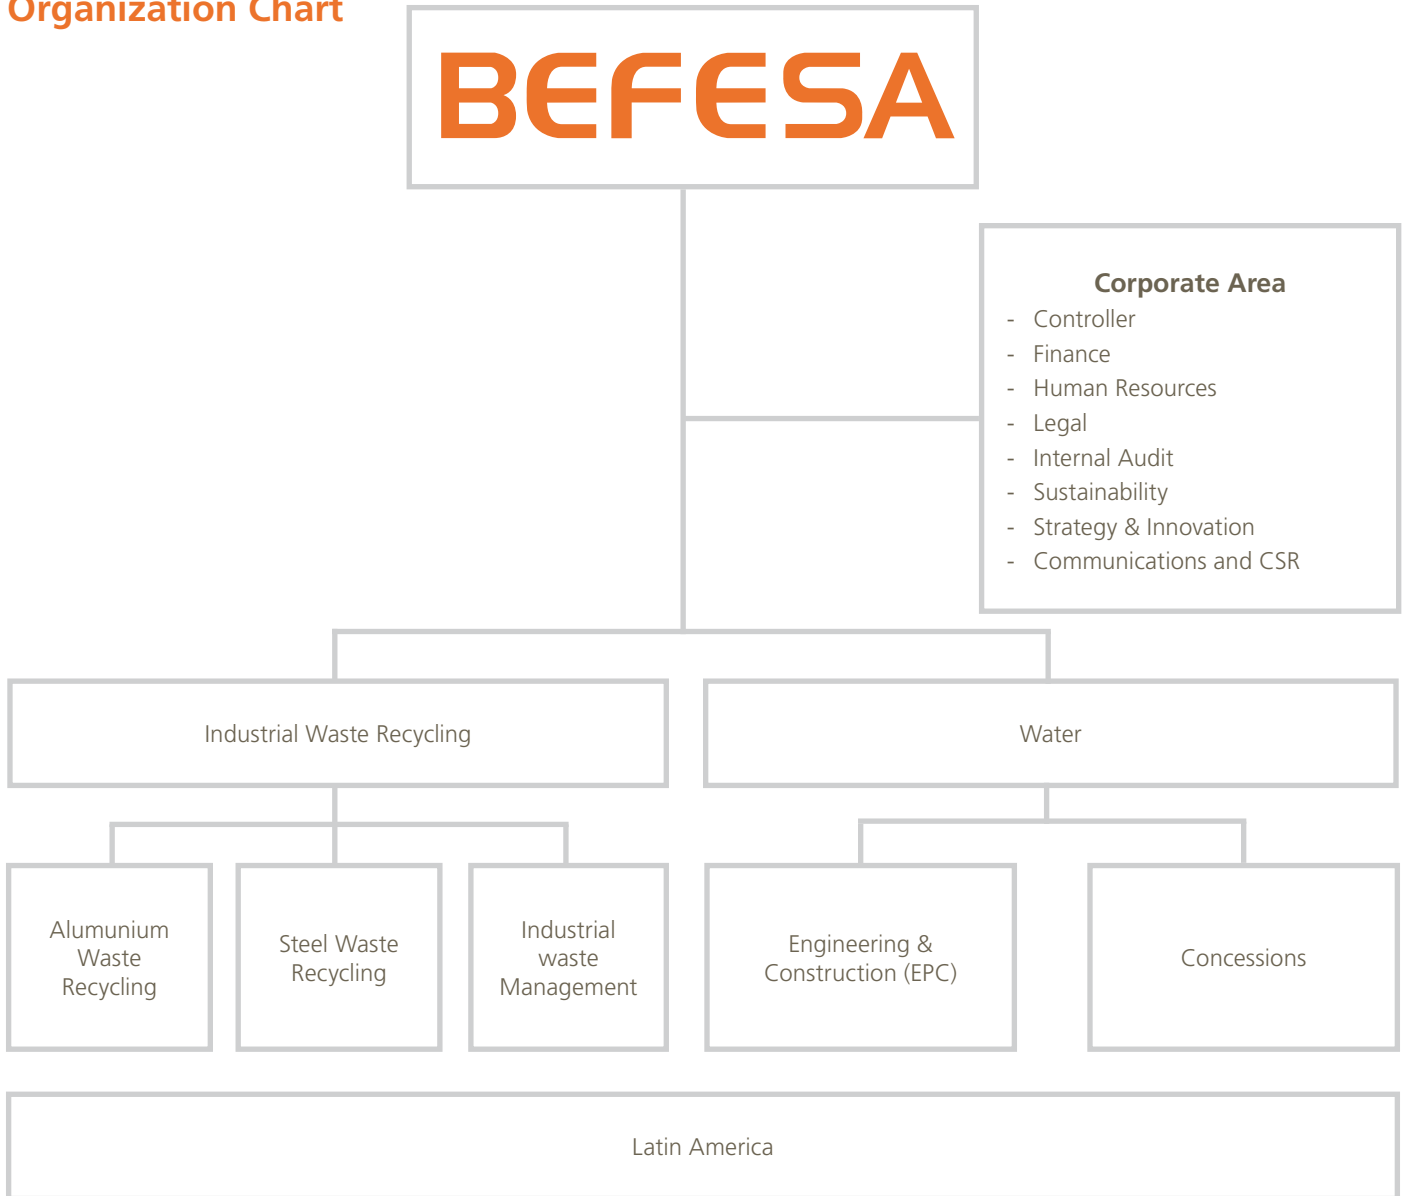 Organization Chart
BEFESA
Corporate Area
- Controller
- Finance
- Human Resources
- Legal
- Internal Audit
- Sustainability
- Strategy & Innovation
- Communications and CSR
Industrial Waste Recycling
Water
Alumunium
Waste
Recycling
Steel Waste
Recycling
Industrial
waste
Management
Engineering &
Construction (EPC)
Concessions
Latin America